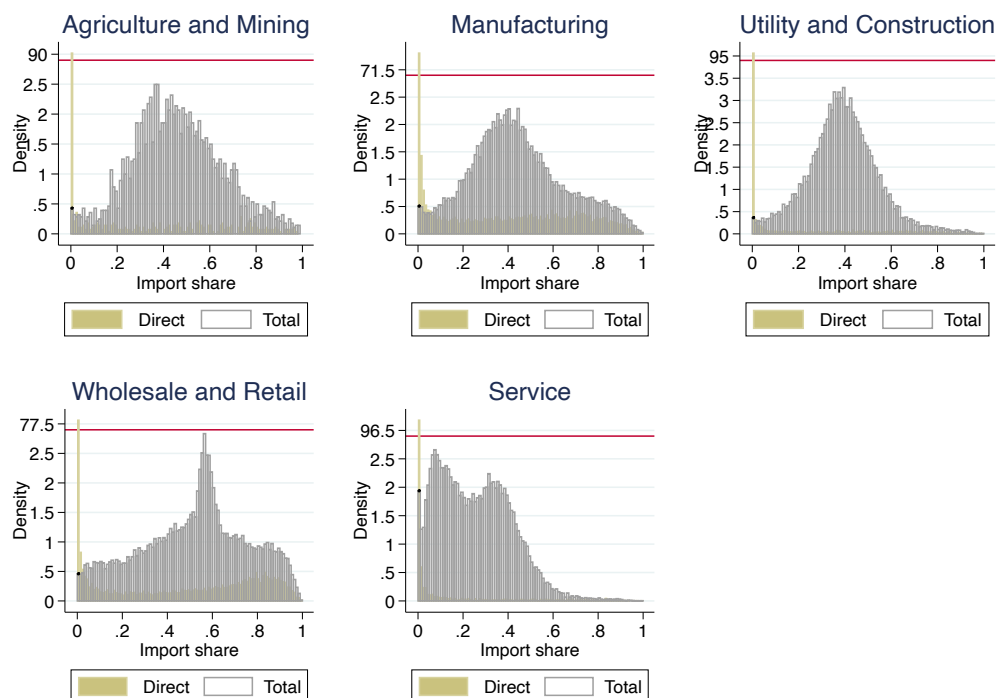 Agriculture and Mining
Density
90
2.5
2
1.5
1
.5
0
0 .2 .4 .6 .8 1
Import share
Direct Total
Manufacturing
Density
71.5
2.5
2
1.5
1
.5
0
0 .2 .4 .6 .8 1
Import share
Direct Total
Utility and Construction
Density
95
3.5
3
2.5
2
1.5
1
.5
0
0 .2 .4 .6 .8 1
Import share
Direct Total
Wholesale and Retail
Density
77.5
2.5
2
1.5
1
.5
0
0 .2 .4 .6 .8 1
Import share
Direct Total
Service
Density
96.5
2.5
2
1.5
1
.5
0
0 .2 .4 .6 .8 1
Import share
Direct Total